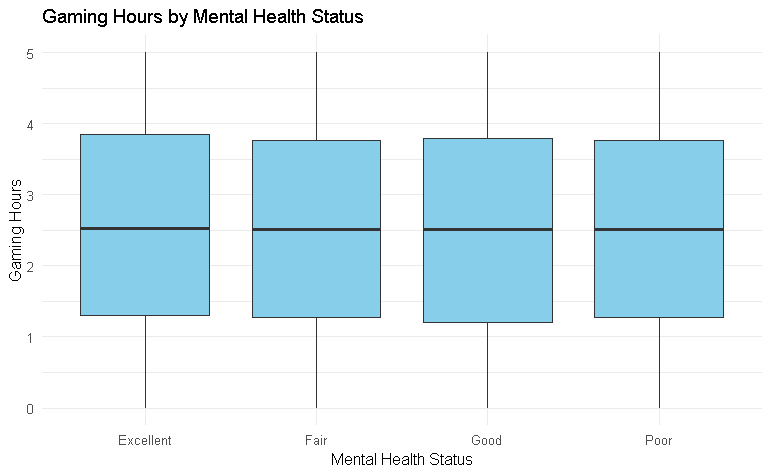 Gaming Hours by Mental Health Status
Gaming Hours
5
4
3
2
1
0
Excellent Fair Good Poor
Mental Health Status